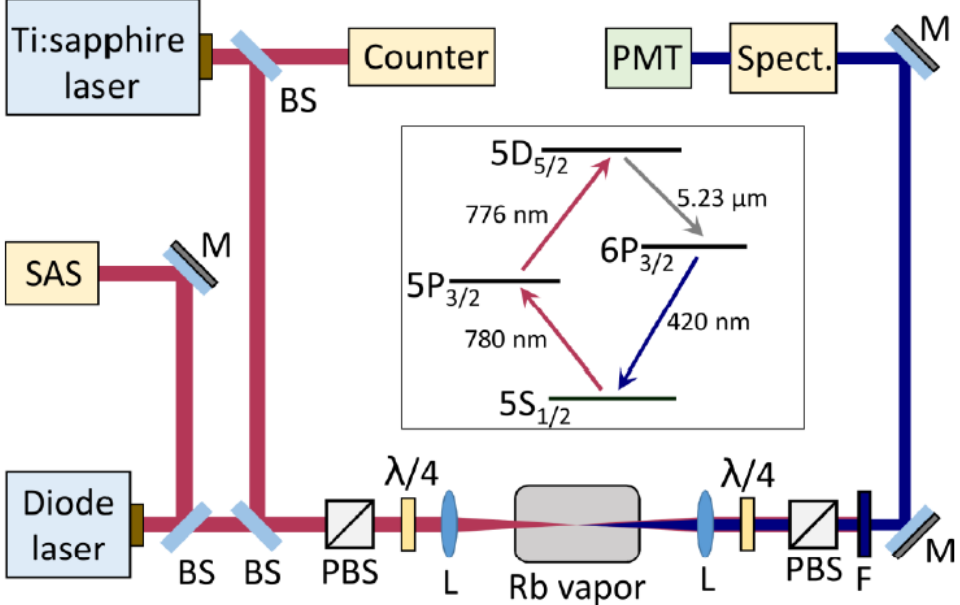 Ti:sapphire
laser
Counter
BS
PMT
Spect.
M
5D5/2
776 nm
5.23 µm
6P3/2
5P3/2
780 nm
420 nm
5S1/2
SAS
M
Diode
laser
BS
BS
PBS
λ/4
L
Rb vapor
L
λ/4
PBS
F
M